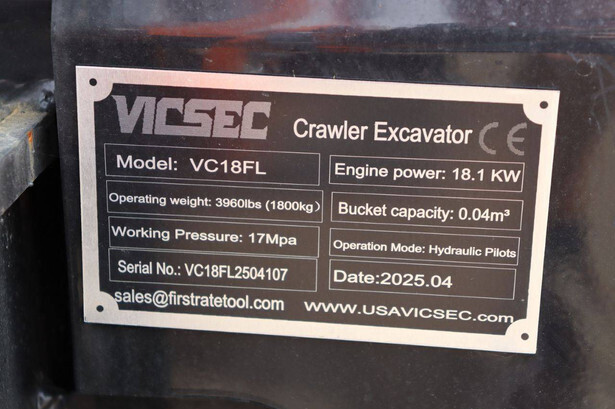 VICSEC Crawler Excavator CE
Model: VC18FL
Engine power: 18.1 KW
Operating weight: 3960lbs (1800kg)
Bucket capacity: 0.04m³
Working Pressure: 17Mpa
Operation Mode: Hydraulic Pilots
Serial No.: VC18FL2504107
Date:2025.04
sales@firstratetool.com
www.USAVICSEC.com